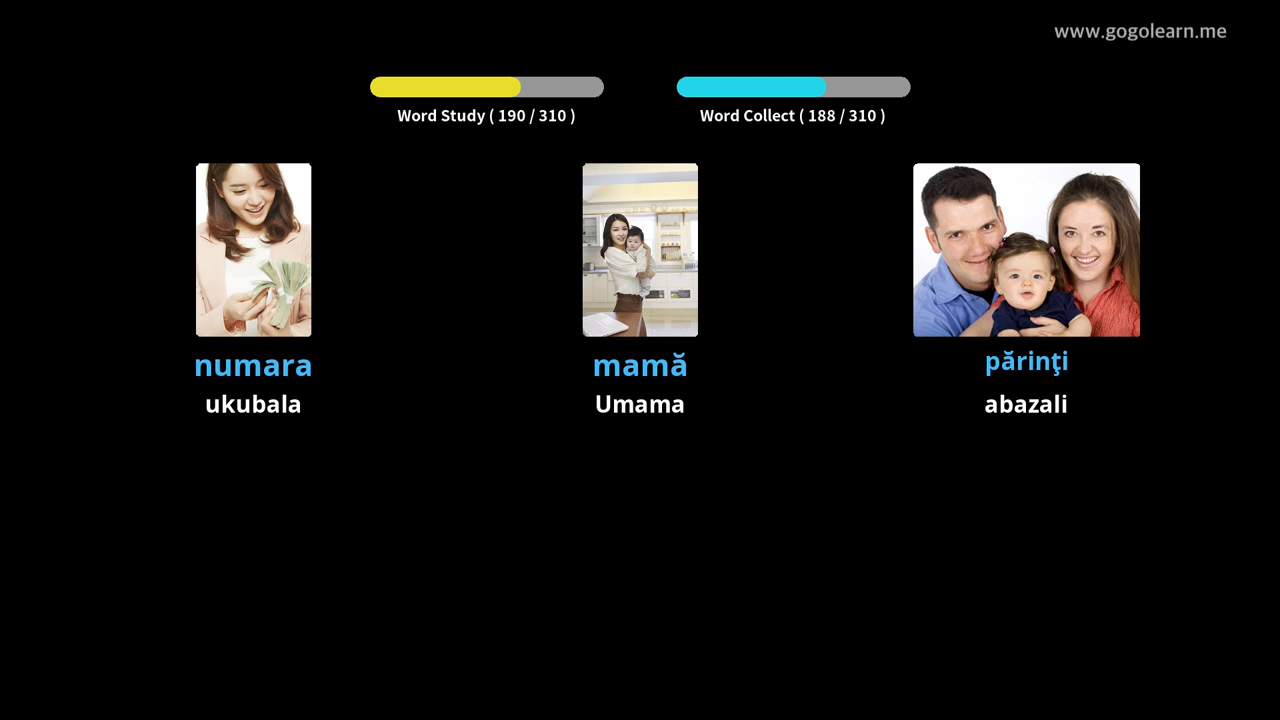 www.gogolearn.me
Word Study ( 190 / 310 )
Word Collect ( 188 / 310 )
numara
mamă
părinţi
ukubala
Umama
abazali